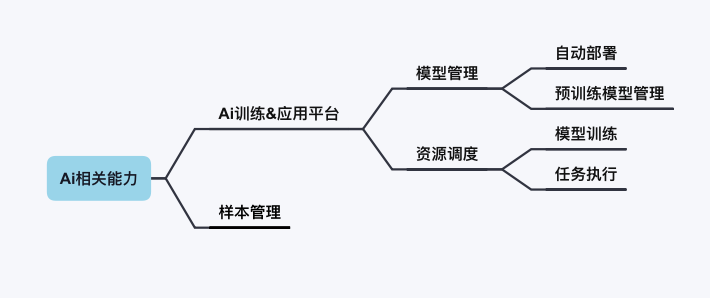 自动部署
模型管理
预训练模型管理
Ai训练&应用平台
模型训练
资源调度
任务执行
Ai相关能力
样本管理